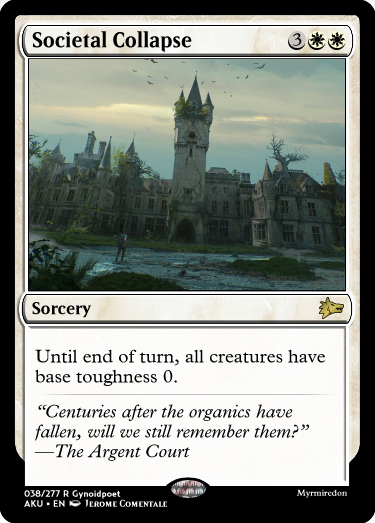 Societal Collapse 3
Sorcery
Until end of turn, all creatures have
base toughness 0.
“Centuries after the organics have
fallen, will we still remember them?”
—The Argent Court
038/277 R Gynoidpoet Myrmiredon
AKU • EN Jerome Comentale